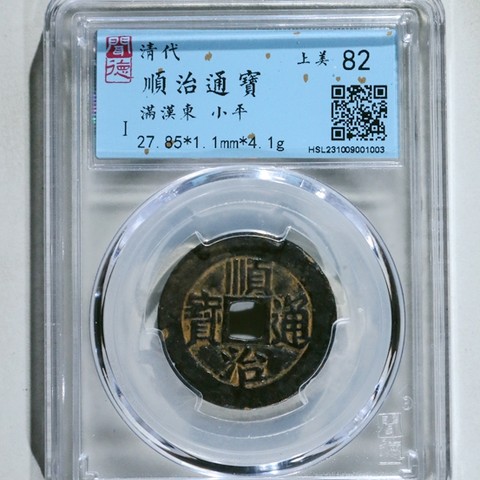 聞德
清代
上美 82
順治通寶
滿漢東 小平
I
27.85*1.1mm*4.1g
HSL231009001003
順
寶 通
治